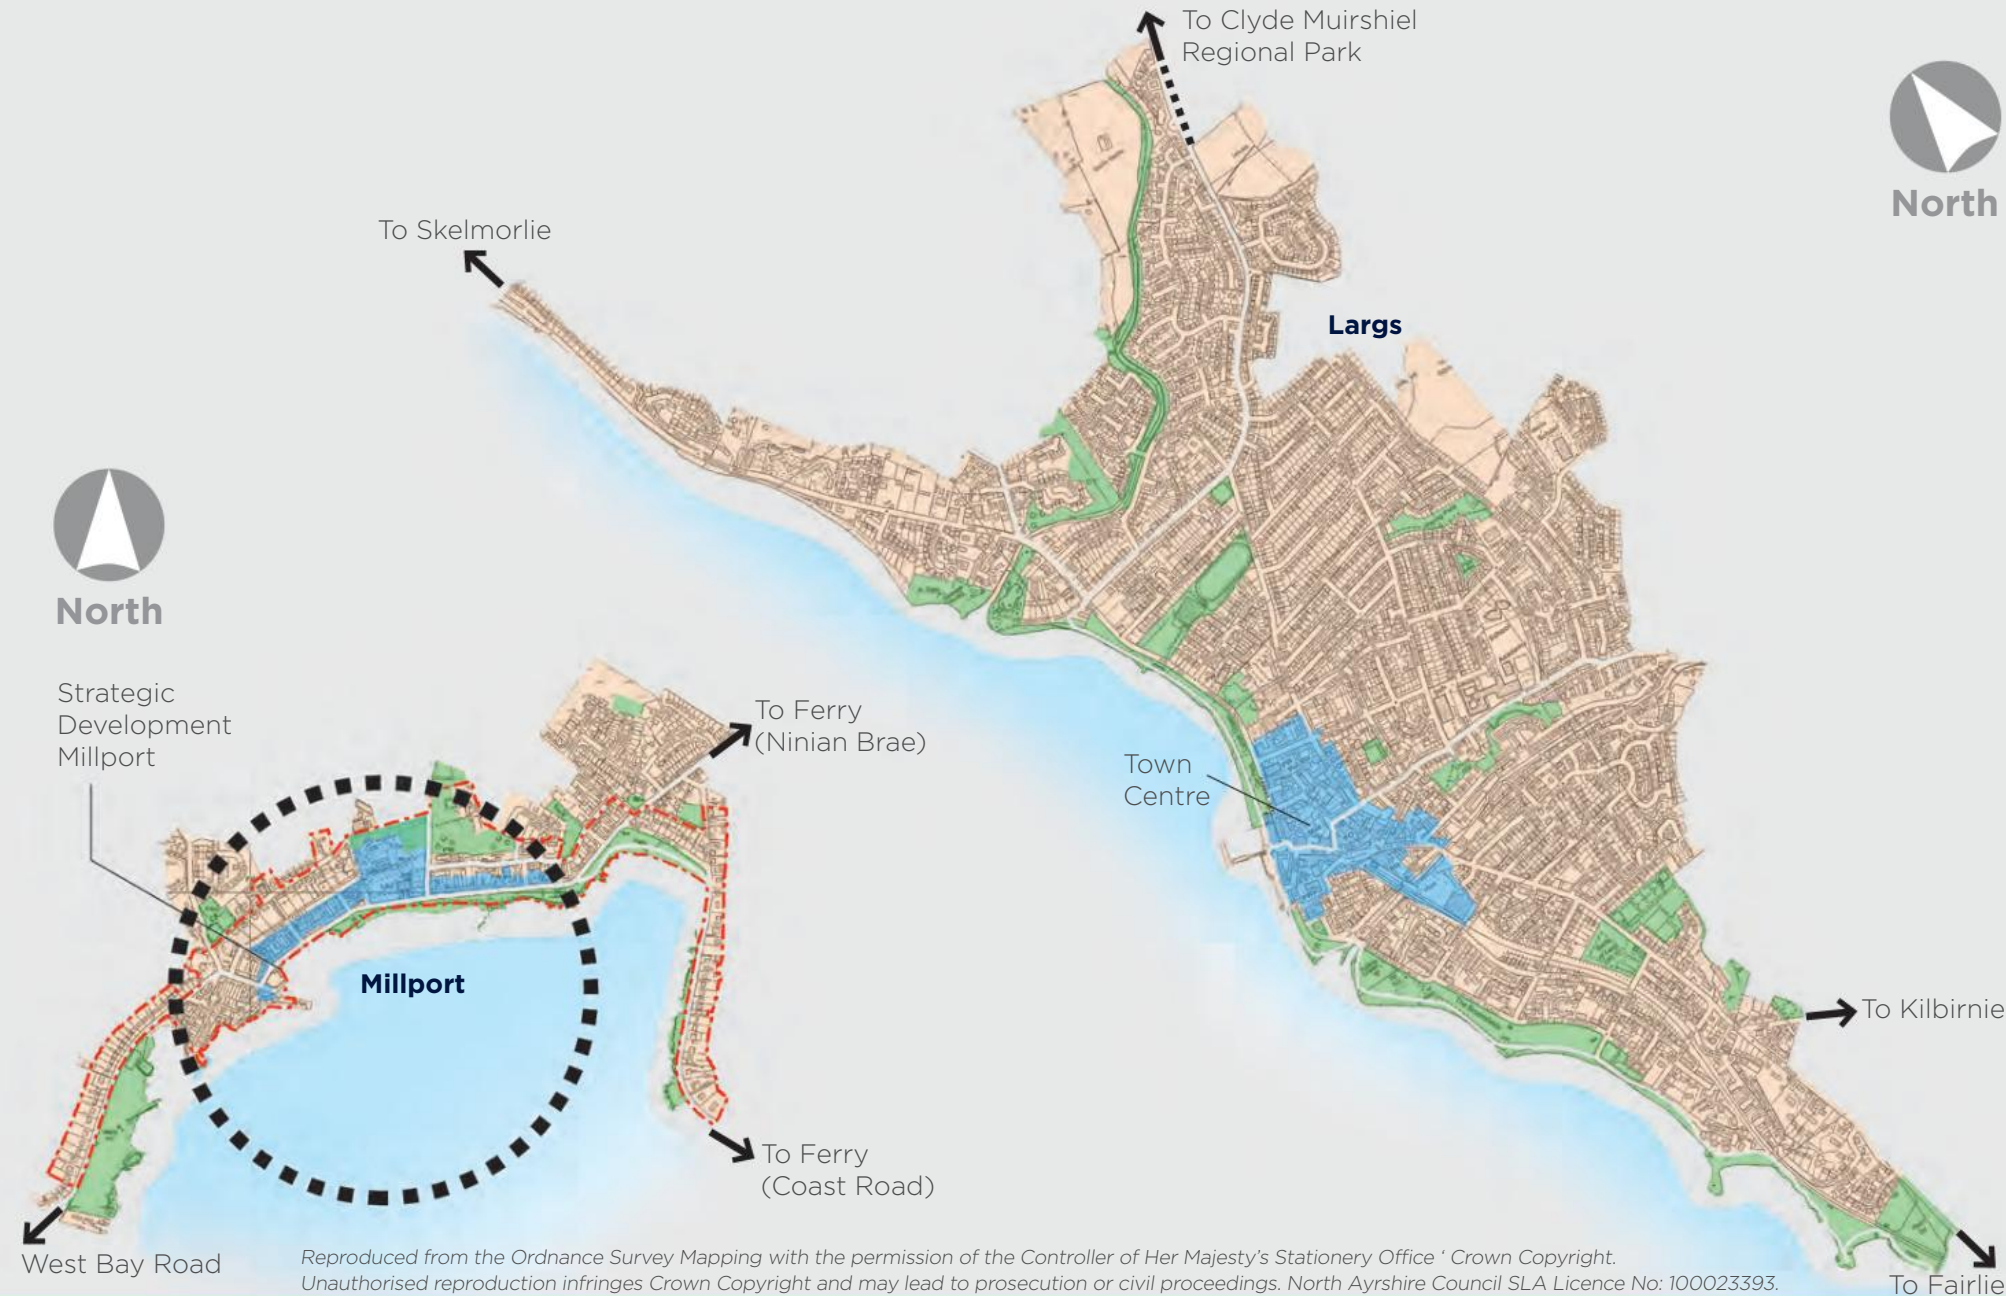 To Clyde Muirshiel
Regional Park
North
To Skelmorlie
Largs
North
Strategic
Development
Millport
To Ferry
(Ninian Brae)
Town
Centre
Millport
To Kilbirnie
To Ferry
(Coast Road)
West Bay Road
Reproduced from the Ordnance Survey Mapping with the permission of the Controller of Her Majesty's Stationery Office ‘ Crown Copyright.
Unauthorised reproduction infringes Crown Copyright and may lead to prosecution or civil proceedings. North Ayrshire Council SLA Licence No: 100023393.
To Fairlie